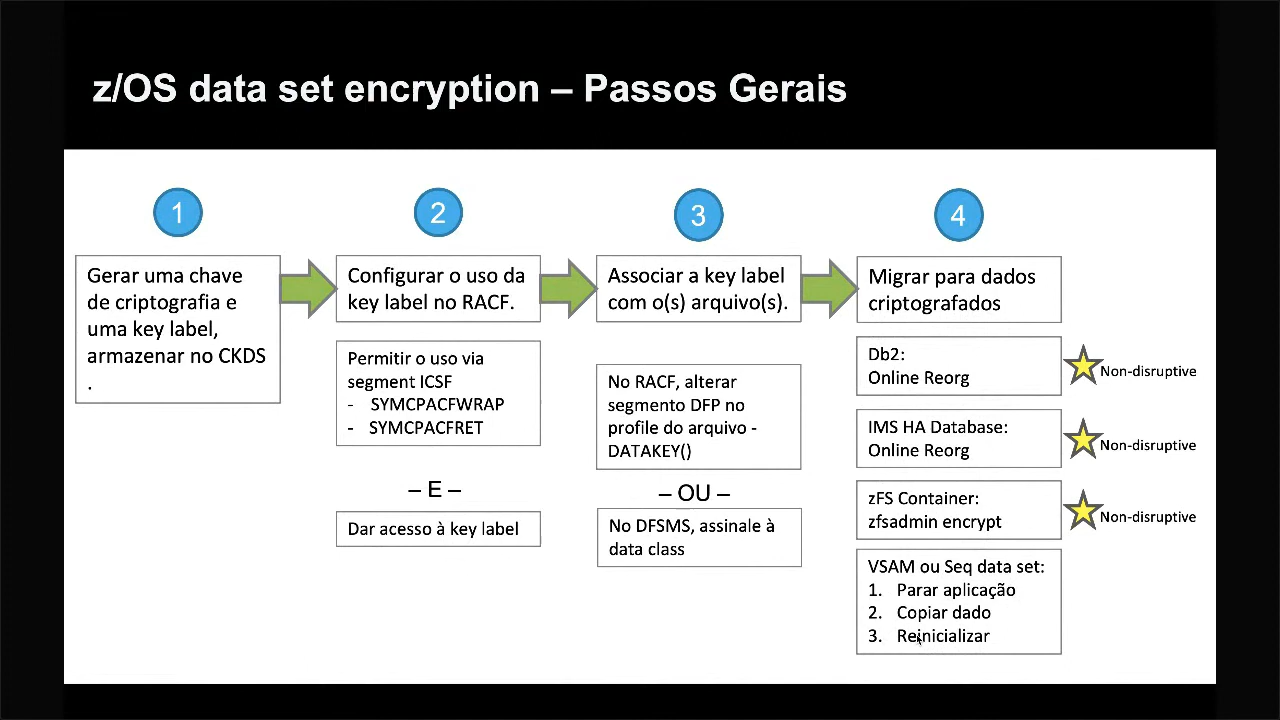 z/OS data set encryption – Passos Gerais
1
Gerar uma chave
de criptografia e
uma key label,
armazenar no CKDS
.
2
Configurar o uso da
key label no RACF.
Permitir o uso via
segment ICSF
- SYMCPACFWRAP
- SYMCPACFRET
– E –
Dar acesso à key label
3
Associar a key label
com o(s) arquivo(s).
No RACF, alterar
segmento DFP no
profile do arquivo -
DATAKEY()
– OU –
No DFSMS, assinale à
data class
4
Migrar para dados
criptografados
Db2:
Online Reorg
Non-disruptive
IMS HA Database:
Online Reorg
Non-disruptive
zFS Container:
zfsadmin encrypt
Non-disruptive
VSAM ou Seq data set:
1. Parar aplicação
2. Copiar dado
3. Reinicializar